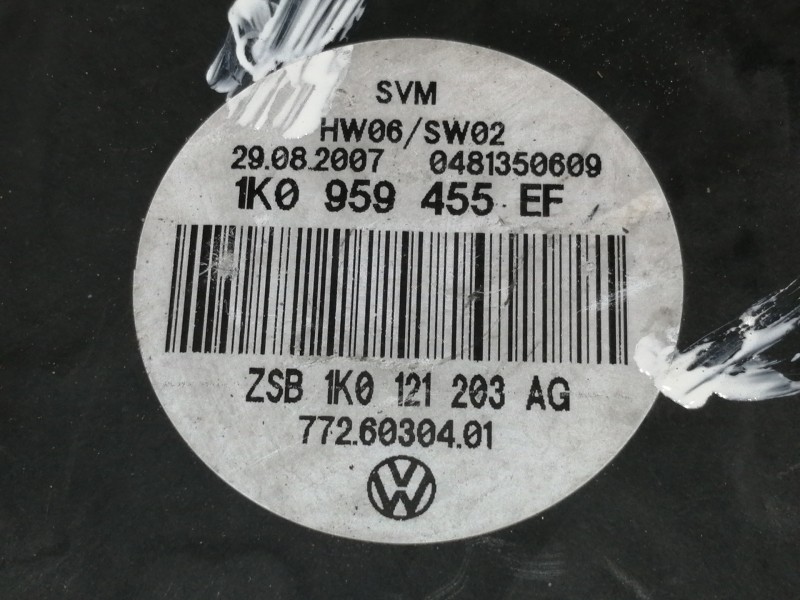 SVM
HW06/SW02
29.08.2007 0481350609
1K0 959 455 EF
ZSB 1K0 121 203 AG
772.60304.01
VW